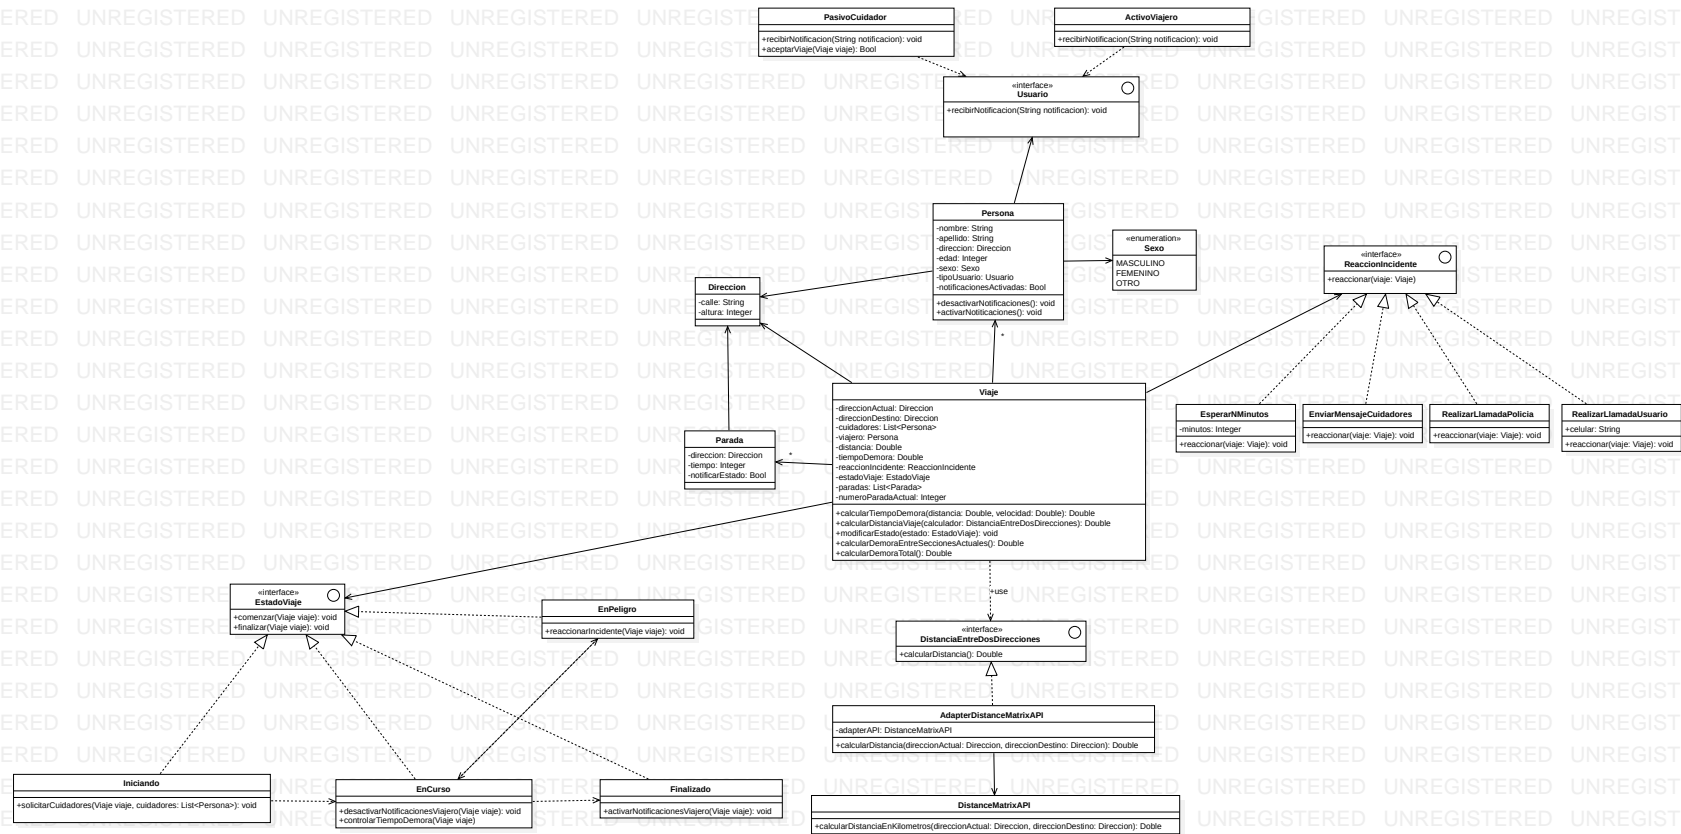 PasivoCuidador
+recibirNotificacion(String notificacion): void
+aceptarViaje(Viaje viaje): Bool
ActivoViajero
+recibirNotificacion(String notificacion): void
«interface»
Usuario
+recibirNotificacion(String notificacion): void
Persona
-nombre: String
-apellido: String
-direccion: Direccion
-edad: Integer
-sexo: Sexo
-tipoUsuario: Usuario
-notificacionesActivadas: Bool
+desactivarNotificaciones(): void
+activarNotificaciones(): void
«enumeration»
Sexo
MASCULINO
FEMENINO
OTRO
«interface»
ReaccionIncidente
+reaccionar(viaje: Viaje)
Direccion
-calle: String
-altura: Integer
*
Viaje
-direccionActual: Direccion
-direccionDestino: Direccion
-cuidadores: List<Persona>
-viajero: Persona
-distancia: Double
-tiempoDemora: Double
-reaccionIncidente: ReaccionIncidente
-estadoViaje: EstadoViaje
-paradas: List<Parada>
-numeroParadaActual: Integer
+calcularTiempoDemora(distancia: Double, velocidad: Double): Double
+calcularDistanciaViaje(calculador: DistanciaEntreDosDirecciones): Double
+modificarEstado(estado: EstadoViaje): void
+calcularDemoraEntreSeccionesActuales(): Double
+calcularDemoraTotal(): Double
EsperarNMinutos
-minutos: Integer
+reaccionar(viaje: Viaje): void
EnviarMensajeCuidadores
+reaccionar(viaje: Viaje): void
RealizarLlamadaPolicia
+reaccionar(viaje: Viaje): void
RealizarLlamadaUsuario
+celular: String
+reaccionar(viaje: Viaje): void
Parada
-direccion: Direccion
-tiempo: Integer
-notificarEstado: Bool
*
«interface»
EstadoViaje
+comenzar(Viaje viaje): void
+finalizar(Viaje viaje): void
EnPeligro
+reaccionarIncidente(Viaje viaje): void
+use
«interface»
DistanciaEntreDosDirecciones
+calcularDistancia(): Double
AdapterDistanceMatrixAPI
-adapterAPI: DistanceMatrixAPI
+calcularDistancia(direccionActual: Direccion, direccionDestino: Direccion): Double
Iniciando
+solicitarCuidadores(Viaje viaje, cuidadores: List<Persona>): void
EnCurso
+desactivarNotificacionesViajero(Viaje viaje): void
+controlarTiempoDemora(Viaje viaje)
Finalizado
+activarNotificacionesViajero(Viaje viaje): void
DistanceMatrixAPI
+calcularDistanciaEnKilometros(direccionActual: Direccion, direccionDestino: Direccion): Doble
UNREGISTERED